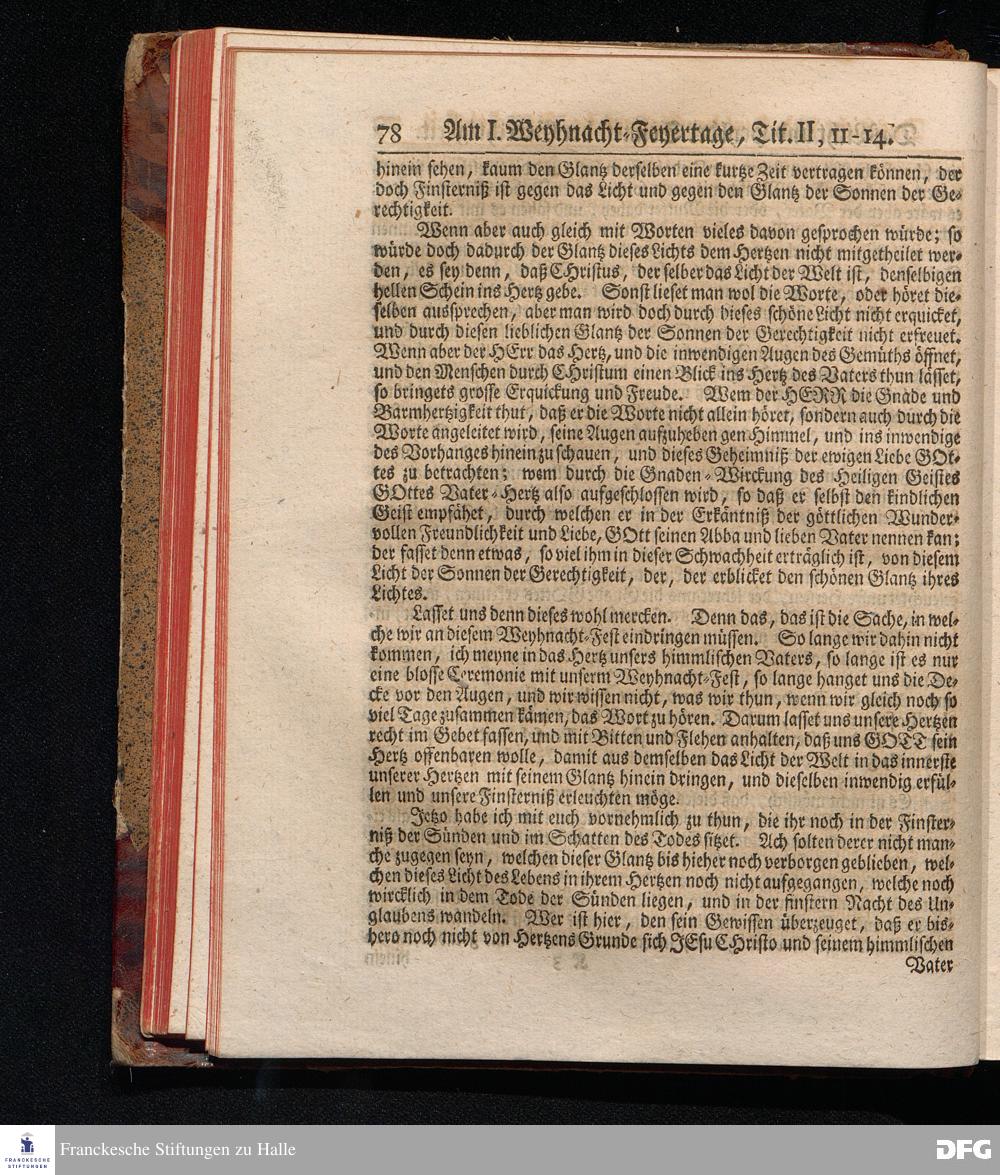 78 Am I. Weyhnacht-Feyertage, Tit. II, 11-14.
hinein sehen, kaum den Glantz derselben eine kurtze Zeit vertragen können, der
doch Finsterniß ist gegen das Licht und gegen den Glantz der Sonnen der Ge-
rechtigkeit.
Wenn aber auch gleich mit Worten vieles davon gesprochen würde; so
würde doch dadurch der Glantz dieses Lichts dem Hertzen nicht mitgetheilet wer-
den, es sey denn, daß CHristus, der selber das Licht der Welt ist, denselbigen
hellen Schein ins Hertz gebe. Sonst lieset man wol die Worte, oder höret die-
selben aussprechen, aber man wird doch durch dieses schöne Licht nicht erquicket,
und durch diesen lieblichen Glantz der Sonnen der Gerechtigkeit nicht erfreuet.
Wenn aber der HErr das Hertz, und die inwendigen Augen des Gemüths öffnet,
und den Menschen durch CHristum einen Blick ins Hertz des Vaters thun lässet,
so bringets grosse Erquickung und Freude. Wem der HERR die Gnade und
Barmhertzigkeit thut, daß er die Worte nicht allein höret, sondern auch durch die
Worte angeleitet wird, seine Augen aufzuheben gen Himmel, und ins inwendige
des Vorhanges hinein zu schauen, und dieses Geheimniß der ewigen Liebe GOt-
tes zu betrachten; wem durch die Gnaden-Wirckung des Heiligen Geistes
GOttes Vater-Hertz also aufgeschlossen wird, so daß er selbst den kindlichen
Geist empfähet, durch welchen er in der Erkäntniß der göttlichen Wunder-
vollen Freundlichkeit und Liebe, GOtt seinen Abba und lieben Vater nennen kan;
der fasset denn etwas, so viel ihm in dieser Schwachheit erträglich ist, von diesem
Licht der Sonnen der Gerechtigkeit, der, der erblicket den schönen Glantz ihres
Lichtes.
Lasset uns denn dieses wohl mercken. Denn das, das ist die Sache, in wel-
che wir an diesem Weyhnacht-Fest eindringen müssen. So lange wir dahin nicht
kommen, ich meyne in das Hertz unsers himmlischen Vaters, so lange ist es nur
eine blosse Ceremonie mit unserm Weyhnacht-Fest, so lange hanget uns die De-
cke vor den Augen, und wir wissen nicht, was wir thun, wenn wir gleich noch so
viel Tage zusammen kämen, das Wort zu hören. Darum lasset uns unsere Hertzen
recht im Gebet fassen, und mit Bitten und Flehen anhalten, daß uns GOTT sein
Hertz offenbaren wolle, damit aus demselben das Licht der Welt in das innerste
unserer Hertzen mit seinem Glantz hinein dringen, und dieselben inwendig erfül-
len und unsere Finsterniß erleuchten möge.
Jetzo habe ich mit euch vornehmlich zu thun, die ihr noch in der Finster-
niß der Sünden und im Schatten des Todes sitzet. Ach solten derer nicht man-
che zugegen seyn, welchen dieser Glantz bis hieher noch verborgen geblieben, wel-
chen dieses Licht des Lebens in ihrem Hertzen noch nicht aufgegangen, welche noch
wircklich in dem Tode der Sünden liegen, und in der finstern Nacht des Un-
glaubens wandeln. Wer ist hier, den sein Gewissen überzeuget, daß er bis-
hero noch nicht von Hertzens Grunde sich JEsu CHristo und seinem himmlischen
Vater
FRANCKESCHE
STIFTUNGEN
Franckesche Stiftungen zu Halle
DFG